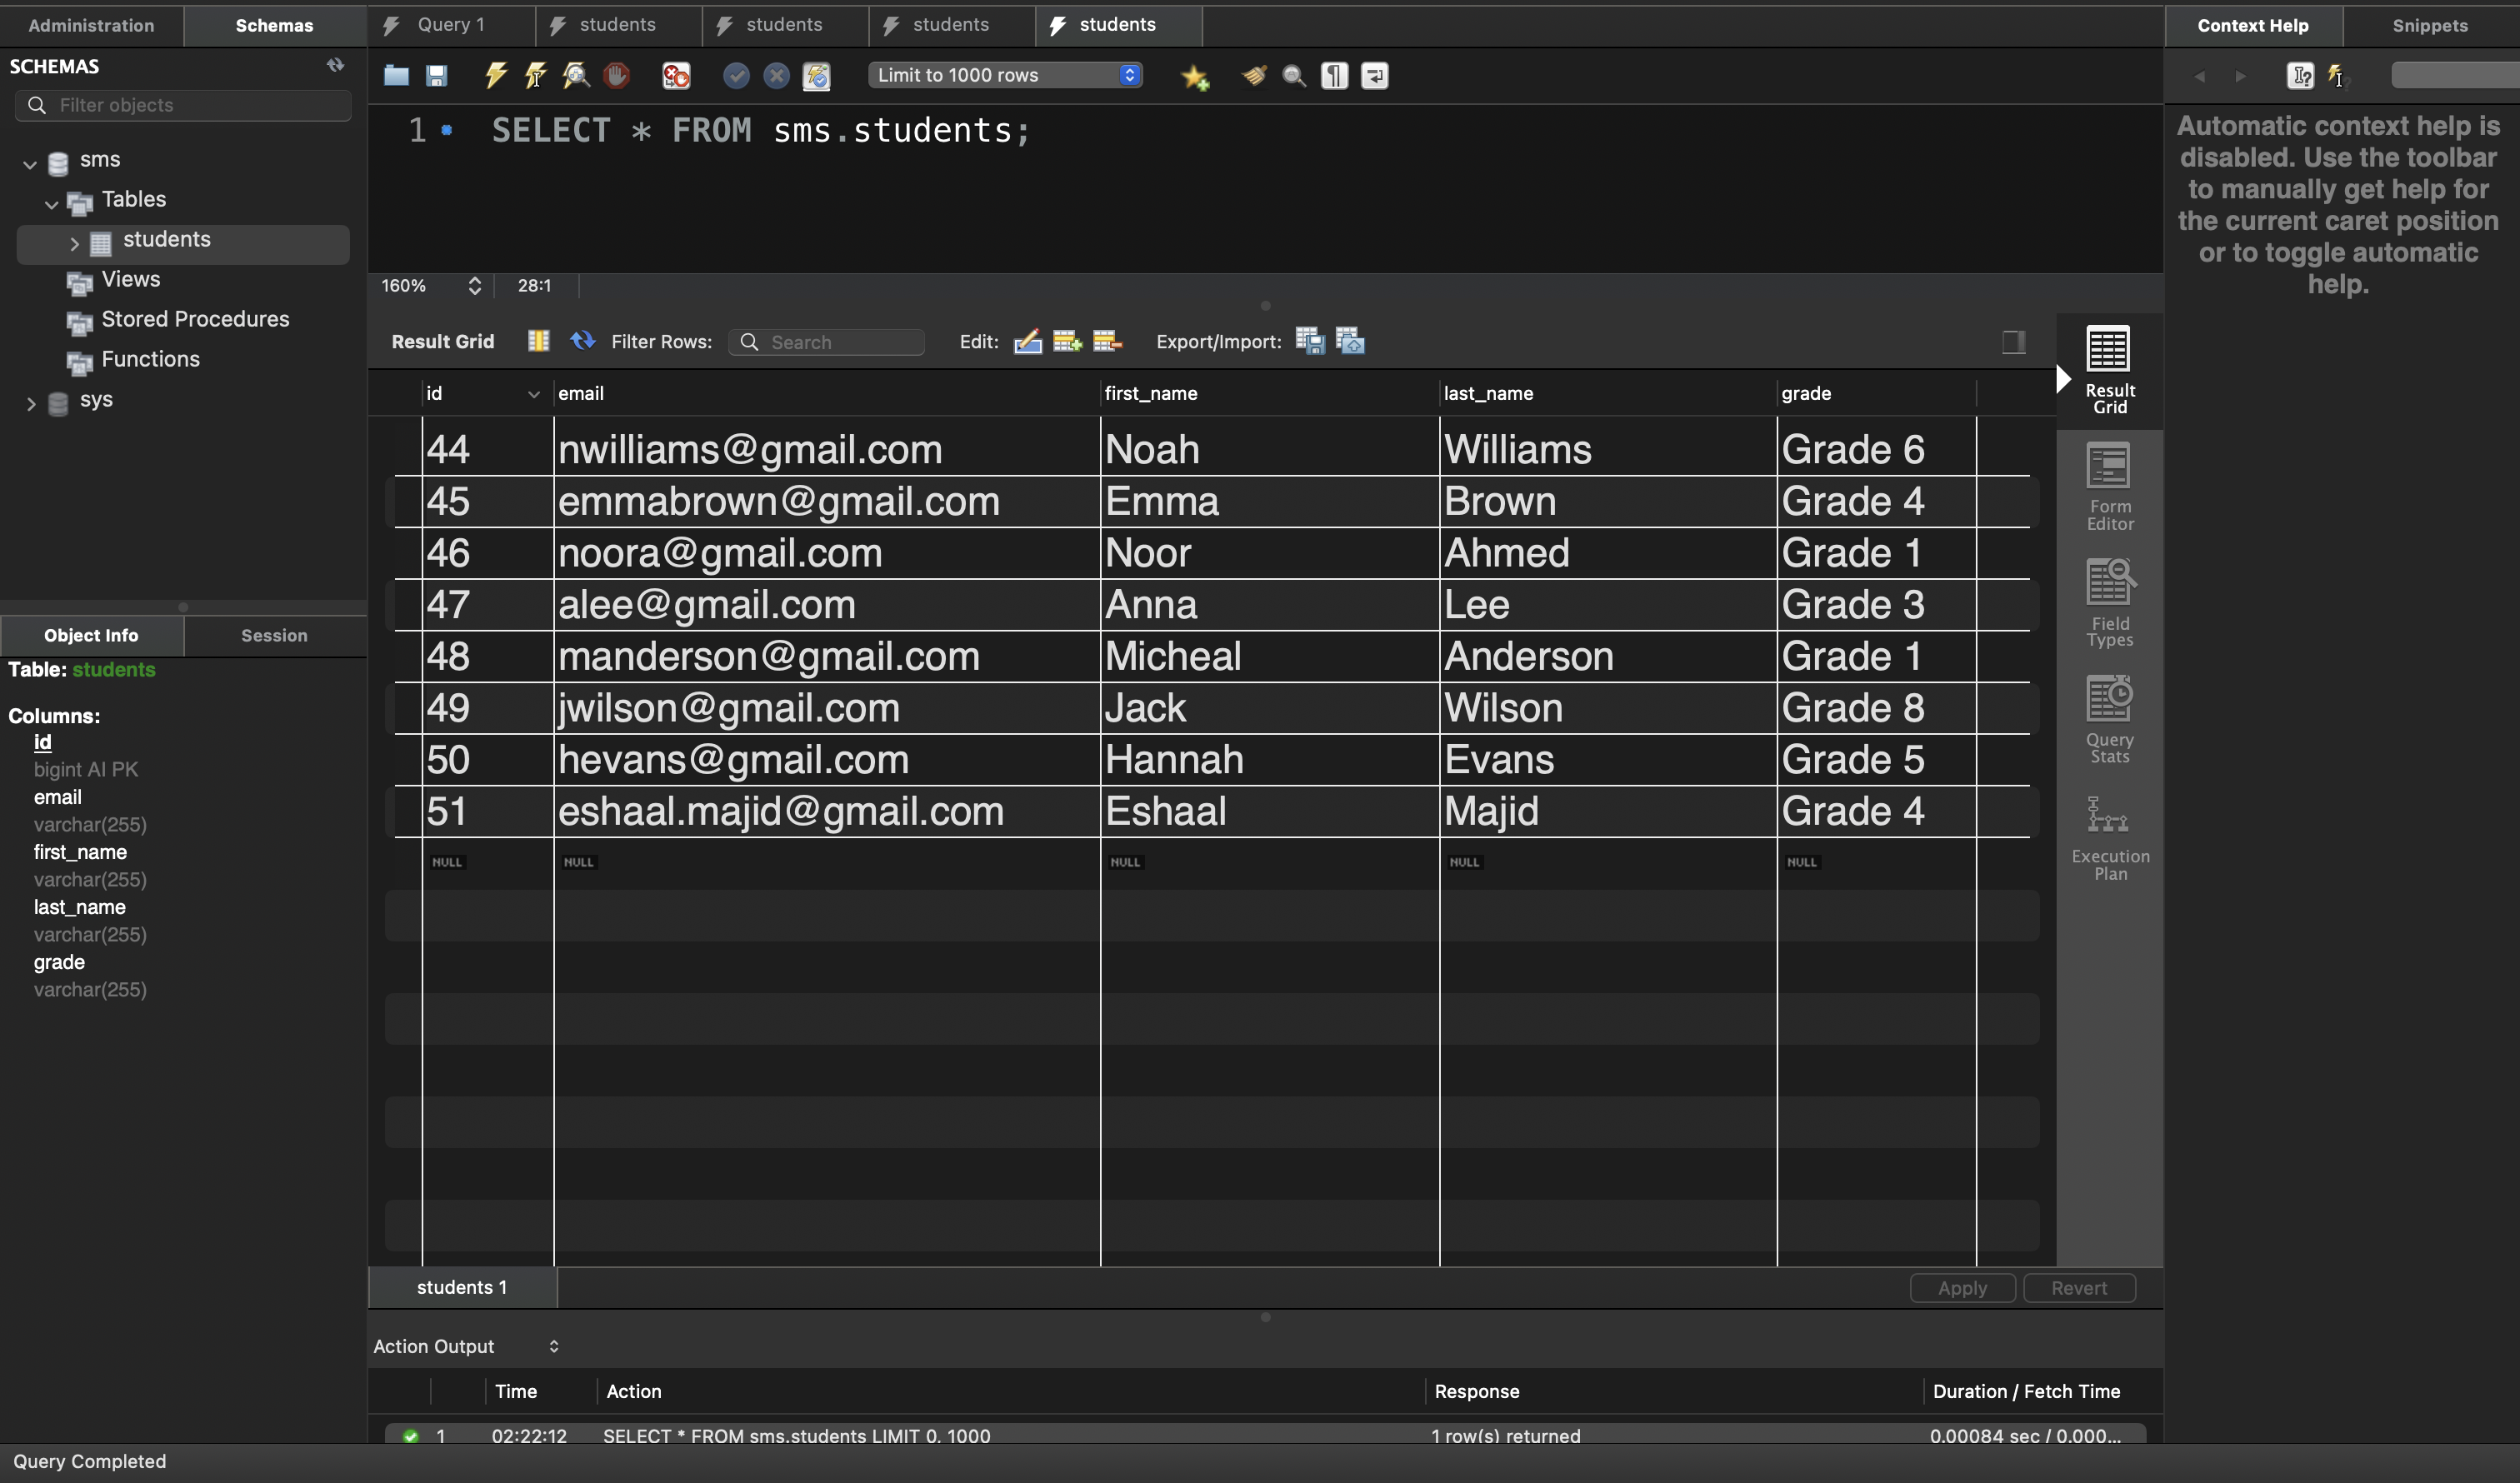 Administration Schemas
SCHEMAS
Filter objects
sms
Tables
students
Views
Stored Procedures
Functions
sys
Object Info Session
Table: students
Columns:
id
bigint AI PK
email
varchar(255)
first_name
varchar(255)
last_name
varchar(255)
grade
varchar(255)
Query 1 students students students students
Limit to 1000 rows
1 SELECT * FROM sms.students;
160% 28:1
Result Grid Filter Rows: Search Edit: Export/Import:
id email first_name last_name grade
44 nwilliams@gmail.com Noah Williams Grade 6
45 emmabrown@gmail.com Emma Brown Grade 4
46 noora@gmail.com Noor Ahmed Grade 1
47 alee@gmail.com Anna Lee Grade 3
48 manderson@gmail.com Micheal Anderson Grade 1
49 jwilson@gmail.com Jack Wilson Grade 8
50 hevans@gmail.com Hannah Evans Grade 5
51 eshaal.majid@gmail.com Eshaal Majid Grade 4
NULL NULL NULL NULL NULL
Result
Grid
Form
Editor
Field
Types
Query
Stats
Execution
Plan
students 1 Apply Revert
Action Output
Time Action Response Duration / Fetch Time
1 02:22:12 SELECT * FROM sms.students LIMIT 0, 1000 1 row(s) returned 0.00084 sec / 0.000...
Query Completed
Context Help Snippets
Automatic context help is
disabled. Use the toolbar
to manually get help for
the current caret position
or to toggle automatic
help.